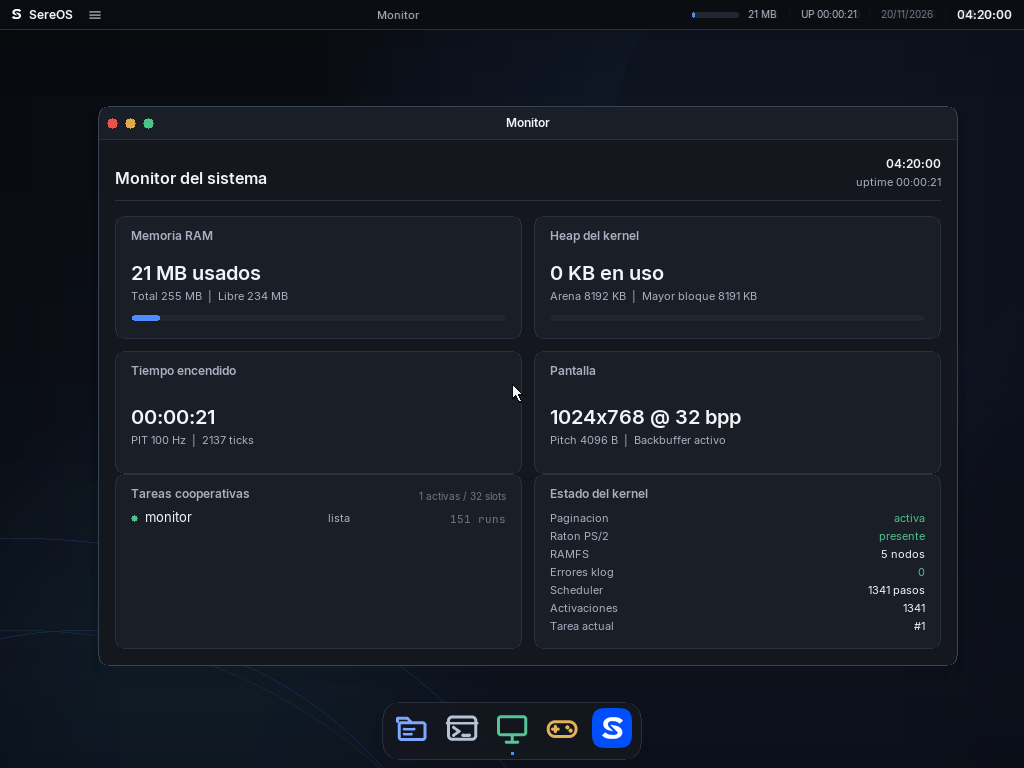 SereOS Monitor 21 MB UP 00:00:21 20/11/2026 04:20:00
Monitor
04:20:00
Monitor del sistema
uptime 00:00:21
Memoria RAM
21 MB usados
Total 255 MB | Libre 234 MB
Heap del kernel
0 KB en uso
Arena 8192 KB | Mayor bloque 8191 KB
Tiempo encendido
00:00:21
PIT 100 Hz | 2137 ticks
Pantalla
1024x768 @ 32 bpp
Pitch 4096 B | Backbuffer activo
Tareas cooperativas 1 activas / 32 slots
monitor lista 151 runs
Estado del kernel
Paginacion activa
Raton PS/2 presente
RAMFS 5 nodos
Errores klog 0
Scheduler 1341 pasos
Activaciones 1341
Tarea actual #1